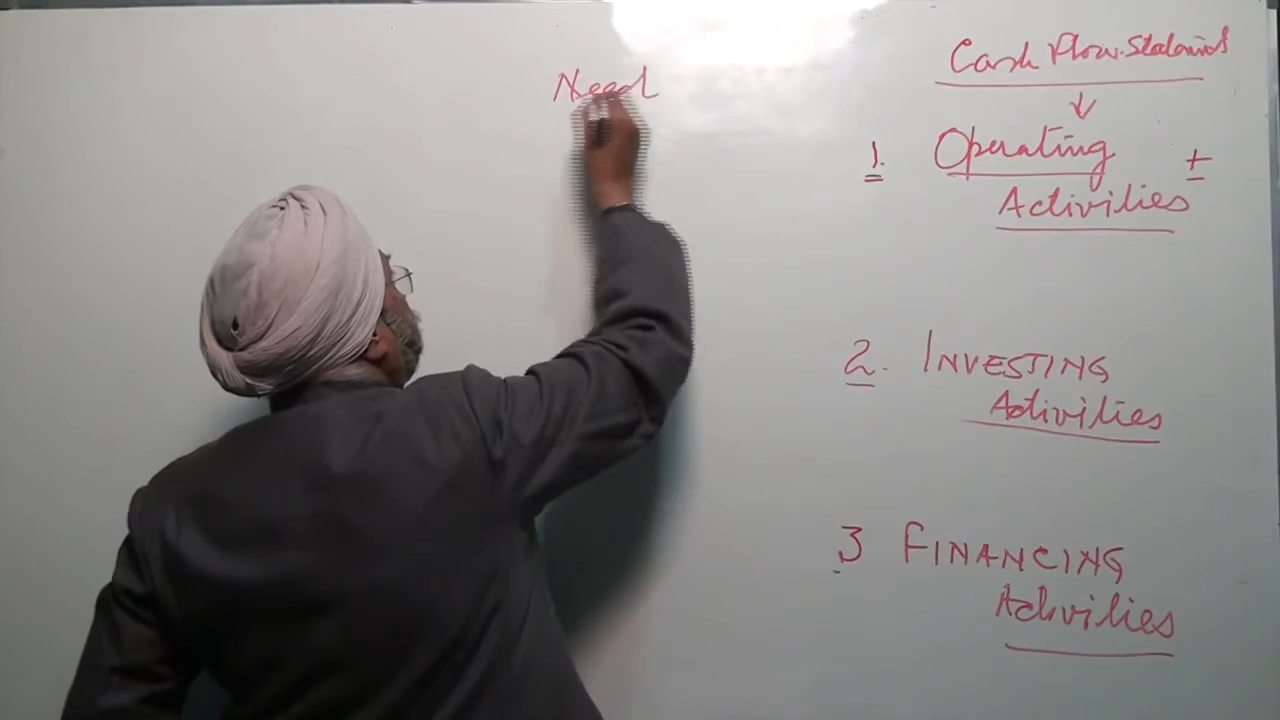 Need
Cash Flow Statement
↓
1. Operating ±
Activities
2. INVESTING
Activities
3 FINANCING
Activities